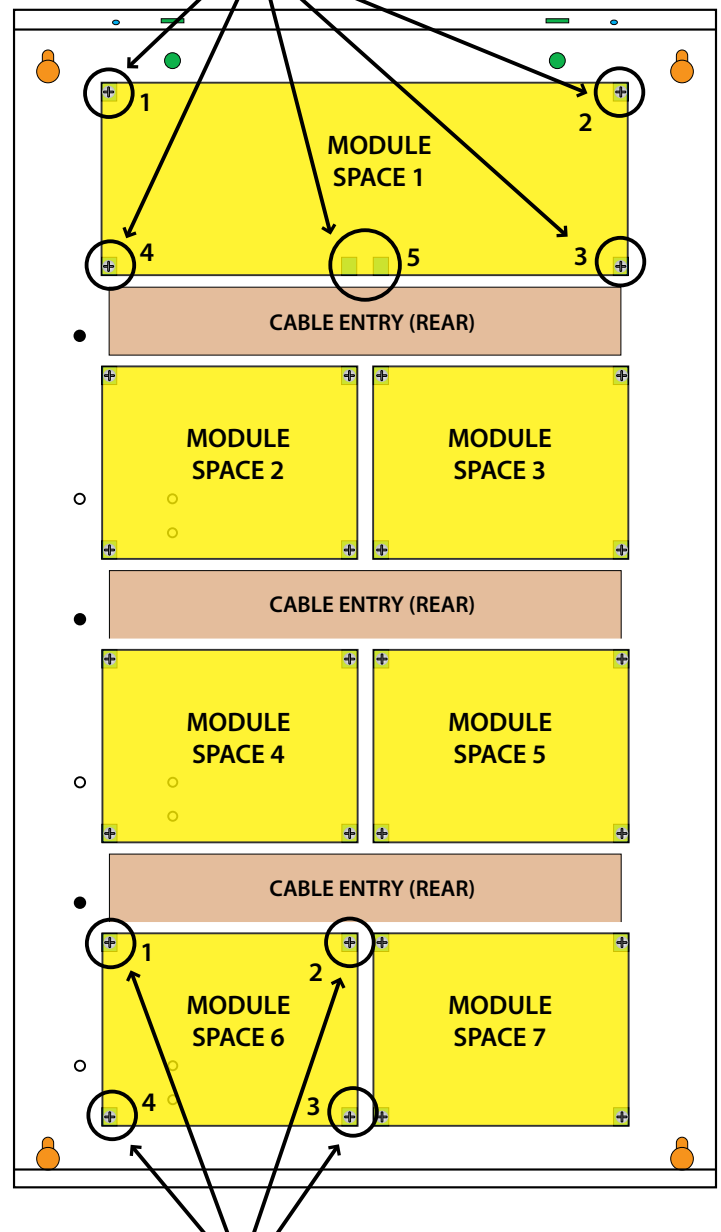 1
2
MODULE
SPACE 1
4
5
3
CABLE ENTRY (REAR)
MODULE
SPACE 2
MODULE
SPACE 3
CABLE ENTRY (REAR)
MODULE
SPACE 4
MODULE
SPACE 5
CABLE ENTRY (REAR)
1
2
MODULE
SPACE 6
MODULE
SPACE 7
4
3